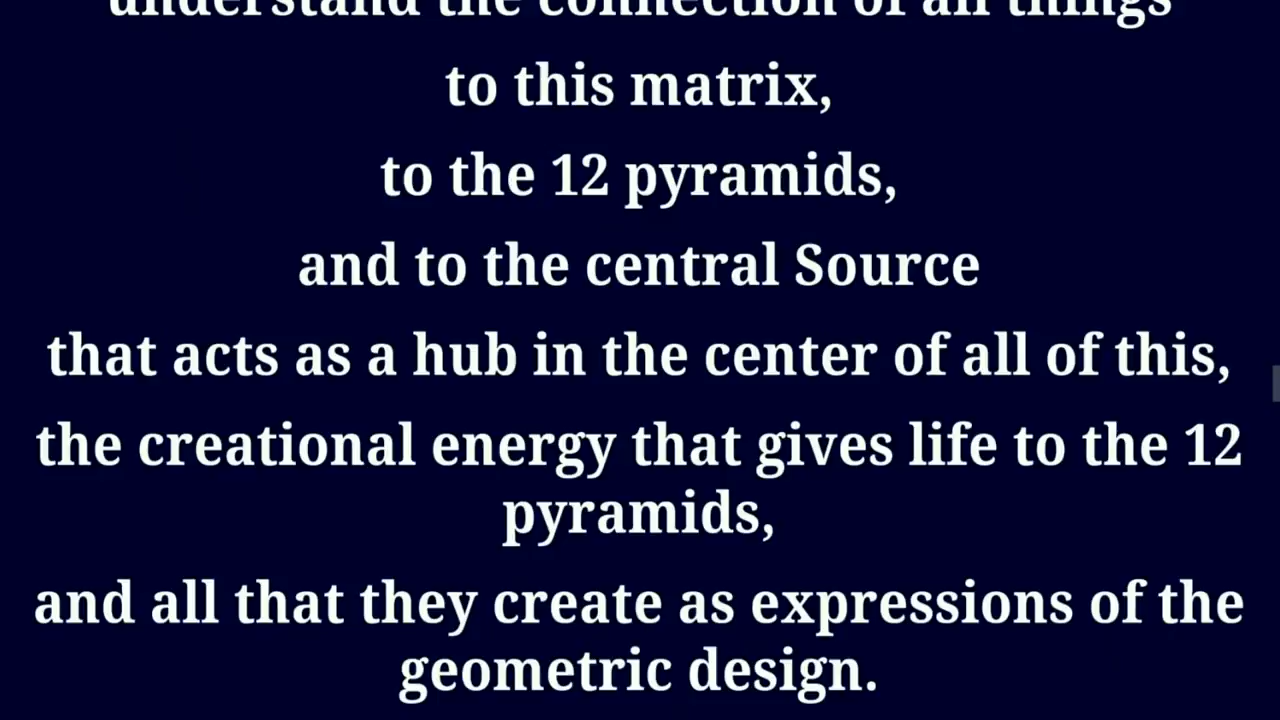 understand the connection of all things
to this matrix,
to the 12 pyramids,
and to the central Source
that acts as a hub in the center of all of this,
the creational energy that gives life to the 12
pyramids,
and all that they create as expressions of the
geometric design.